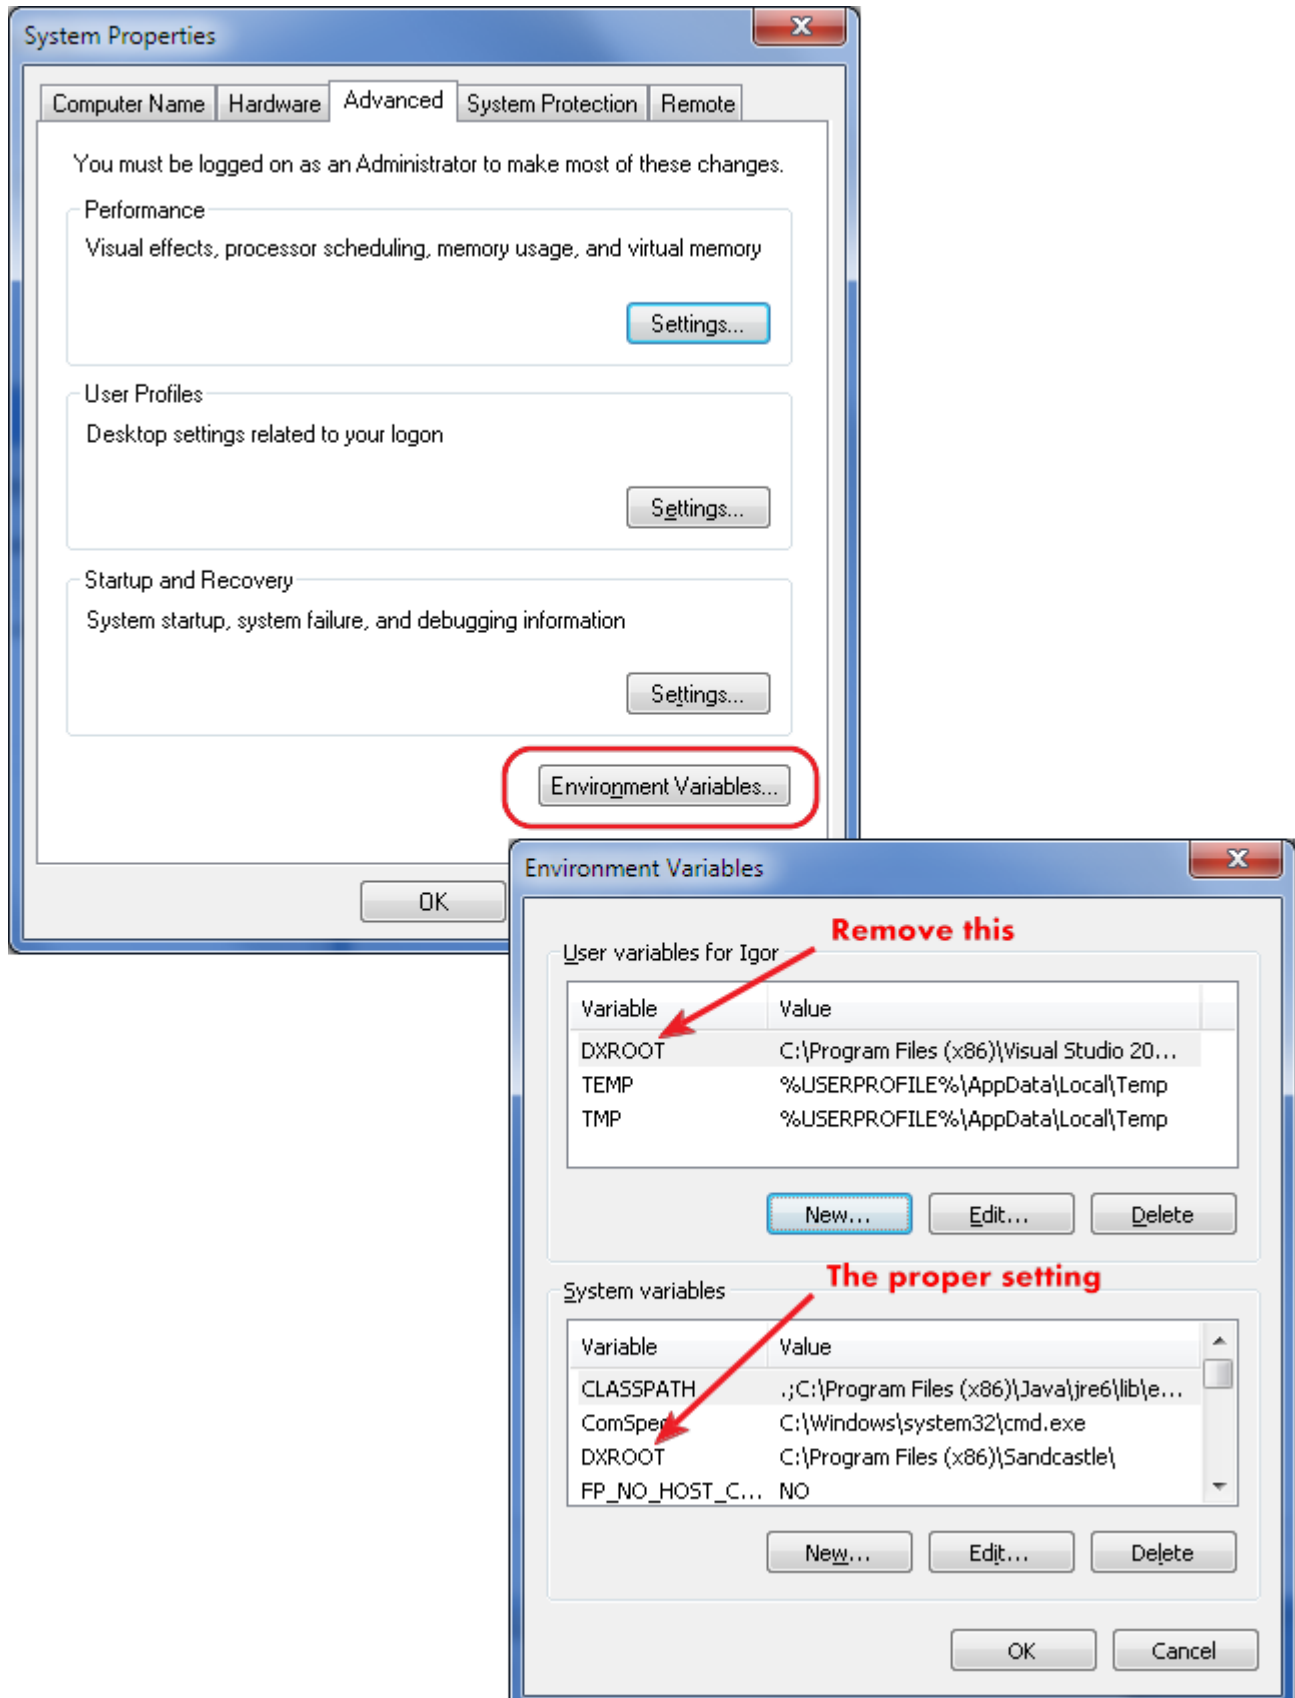 System Properties
Computer Name Hardware Advanced System Protection Remote
You must be logged on as an Administrator to make most of these changes.
Performance
Visual effects, processor scheduling, memory usage, and virtual memory
Settings...
User Profiles
Desktop settings related to your logon
Settings...
Startup and Recovery
System startup, system failure, and debugging information
Settings...
Environment Variables...
OK
Environment Variables
Remove this
User variables for Igor
Variable Value
DXROOT C:\Program Files (x86)\Visual Studio 20...
TEMP %USERPROFILE%\AppData\Local\Temp
TMP %USERPROFILE%\AppData\Local\Temp
New... Edit... Delete
The proper setting
System variables
Variable Value
CLASSPATH .;C:\Program Files (x86)\Java\jre6\lib\e...
ComSpec C:\Windows\system32\cmd.exe
DXROOT C:\Program Files (x86)\Sandcastle\
FP_NO_HOST_C... NO
New... Edit... Delete
OK Cancel